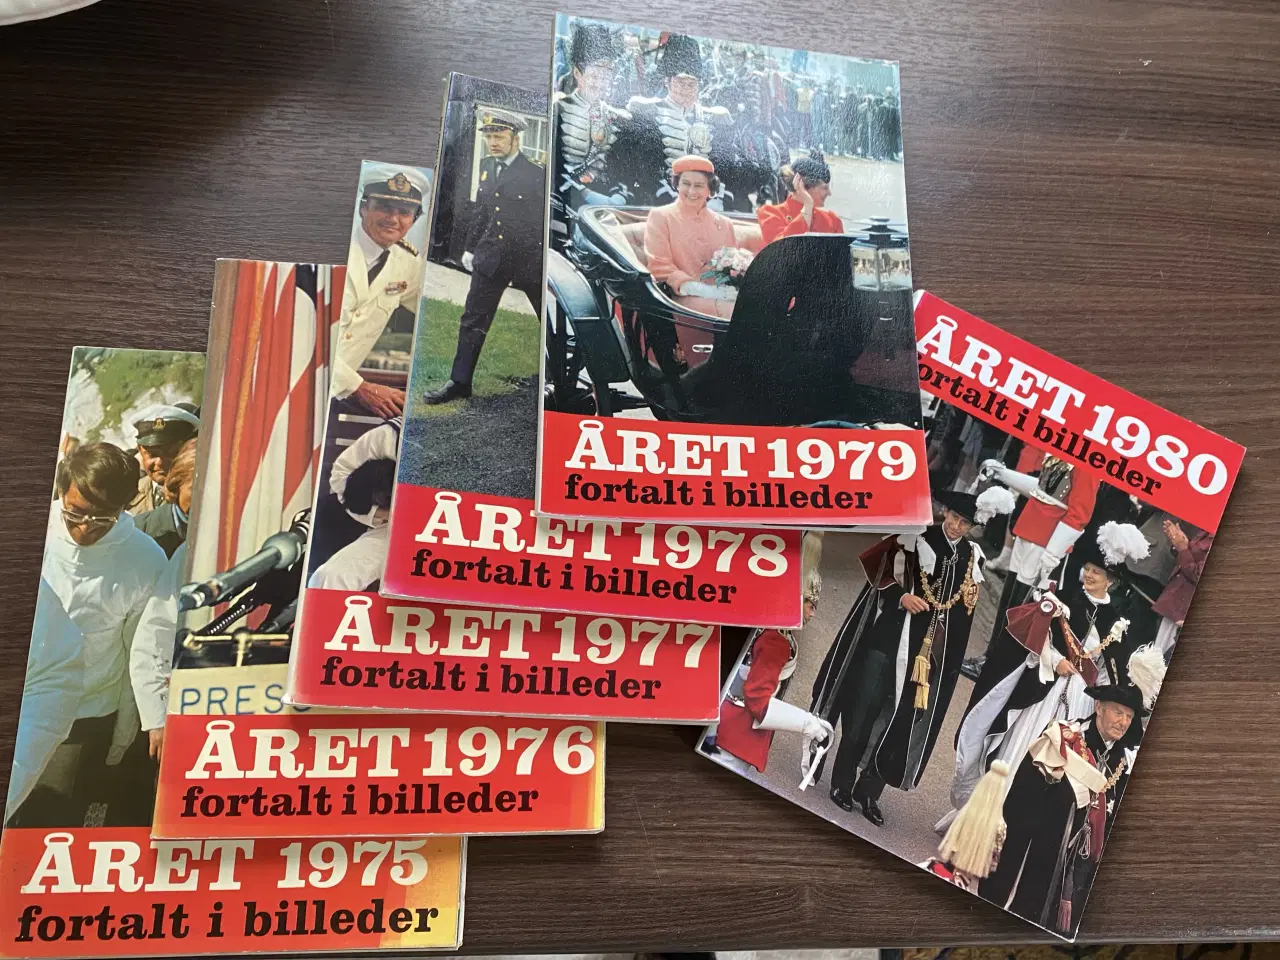 ÅRET 1979
fortalt i billeder
ÅRET 1980
fortalt i billeder
ÅRET 1978
fortalt i billeder
ÅRET 1977
fortalt i billeder
PRES
ÅRET 1976
fortalt i billeder
ÅRET 1975
fortalt i billeder